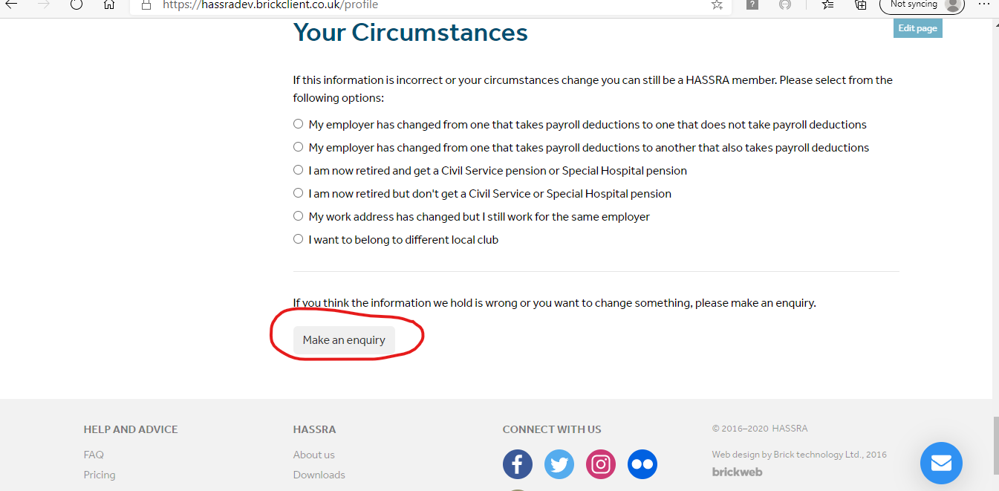 https://hassradev.brickclient.co.uk/profile
Not syncing
Your Circumstances
Edit page
If this information is incorrect or your circumstances change you can still be a HASSRA member. Please select from the
following options:
My employer has changed from one that takes payroll deductions to one that does not take payroll deductions
My employer has changed from one that takes payroll deductions to another that also takes payroll deductions
I am now retired and get a Civil Service pension or Special Hospital pension
I am now retired but don't get a Civil Service or Special Hospital pension
My work address has changed but I still work for the same employer
I want to belong to different local club
If you think the information we hold is wrong or you want to change something, please make an enquiry.
Make an enquiry
HELP AND ADVICE
FAQ
Pricing
HASSRA
About us
Downloads
CONNECT WITH US
© 2016–2020 HASSRA
Web design by Brick technology Ltd., 2016
brickweb